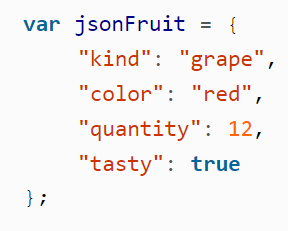 var jsonFruit = {
    "kind": "grape",
    "color": "red",
    "quantity": 12,
    "tasty": true
};